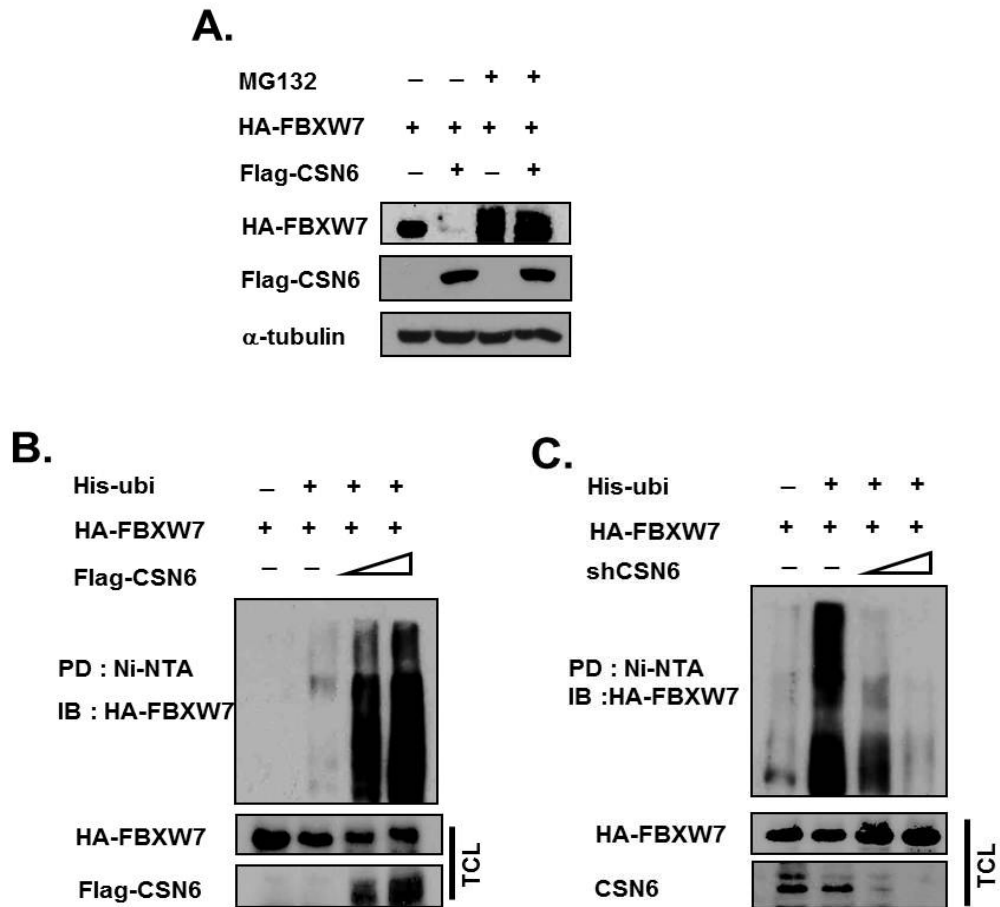 A.
MG132 – – + +
HA-FBXW7 + + + +
Flag-CSN6 – + – +
HA-FBXW7
Flag-CSN6
α-tubulin
B.
His-ubi – + + +
HA-FBXW7 + + + +
Flag-CSN6 – –
PD : Ni-NTA
IB : HA-FBXW7
HA-FBXW7
Flag-CSN6
TCL
C.
His-ubi – + + +
HA-FBXW7 + + + +
shCSN6 – –
PD : Ni-NTA
IB :HA-FBXW7
HA-FBXW7
CSN6
TCL